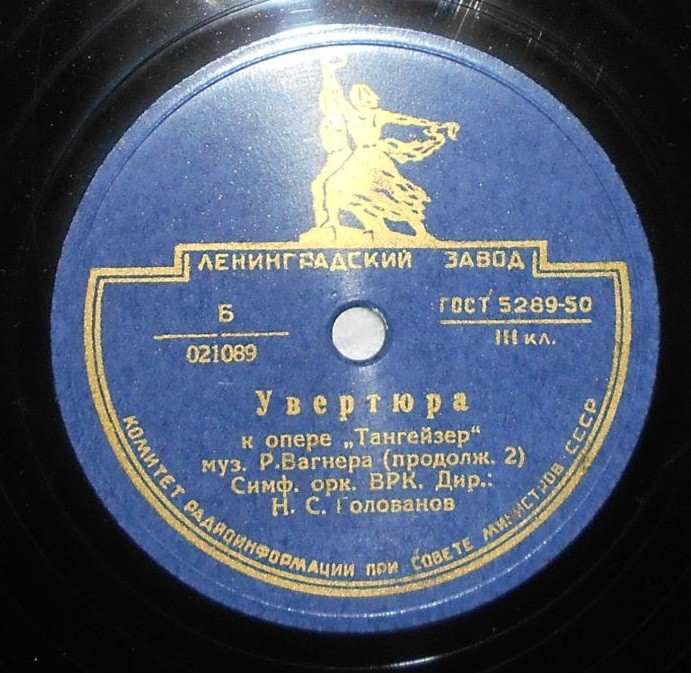 ЛЕНИНГРАДСКИЙ ЗАВОД
Б
021089
ГОСТ 5289-50
III кл.
Увертюра
к опере „Тангейзер“
муз. Р.Вагнера (продолж. 2)
Симф. орк. ВРК. Дир.:
Н. С. Голованов
КОМИТЕТ РАДИОИНФОРМАЦИИ ПРИ СОВЕТЕ МИНИСТРОВ СССР